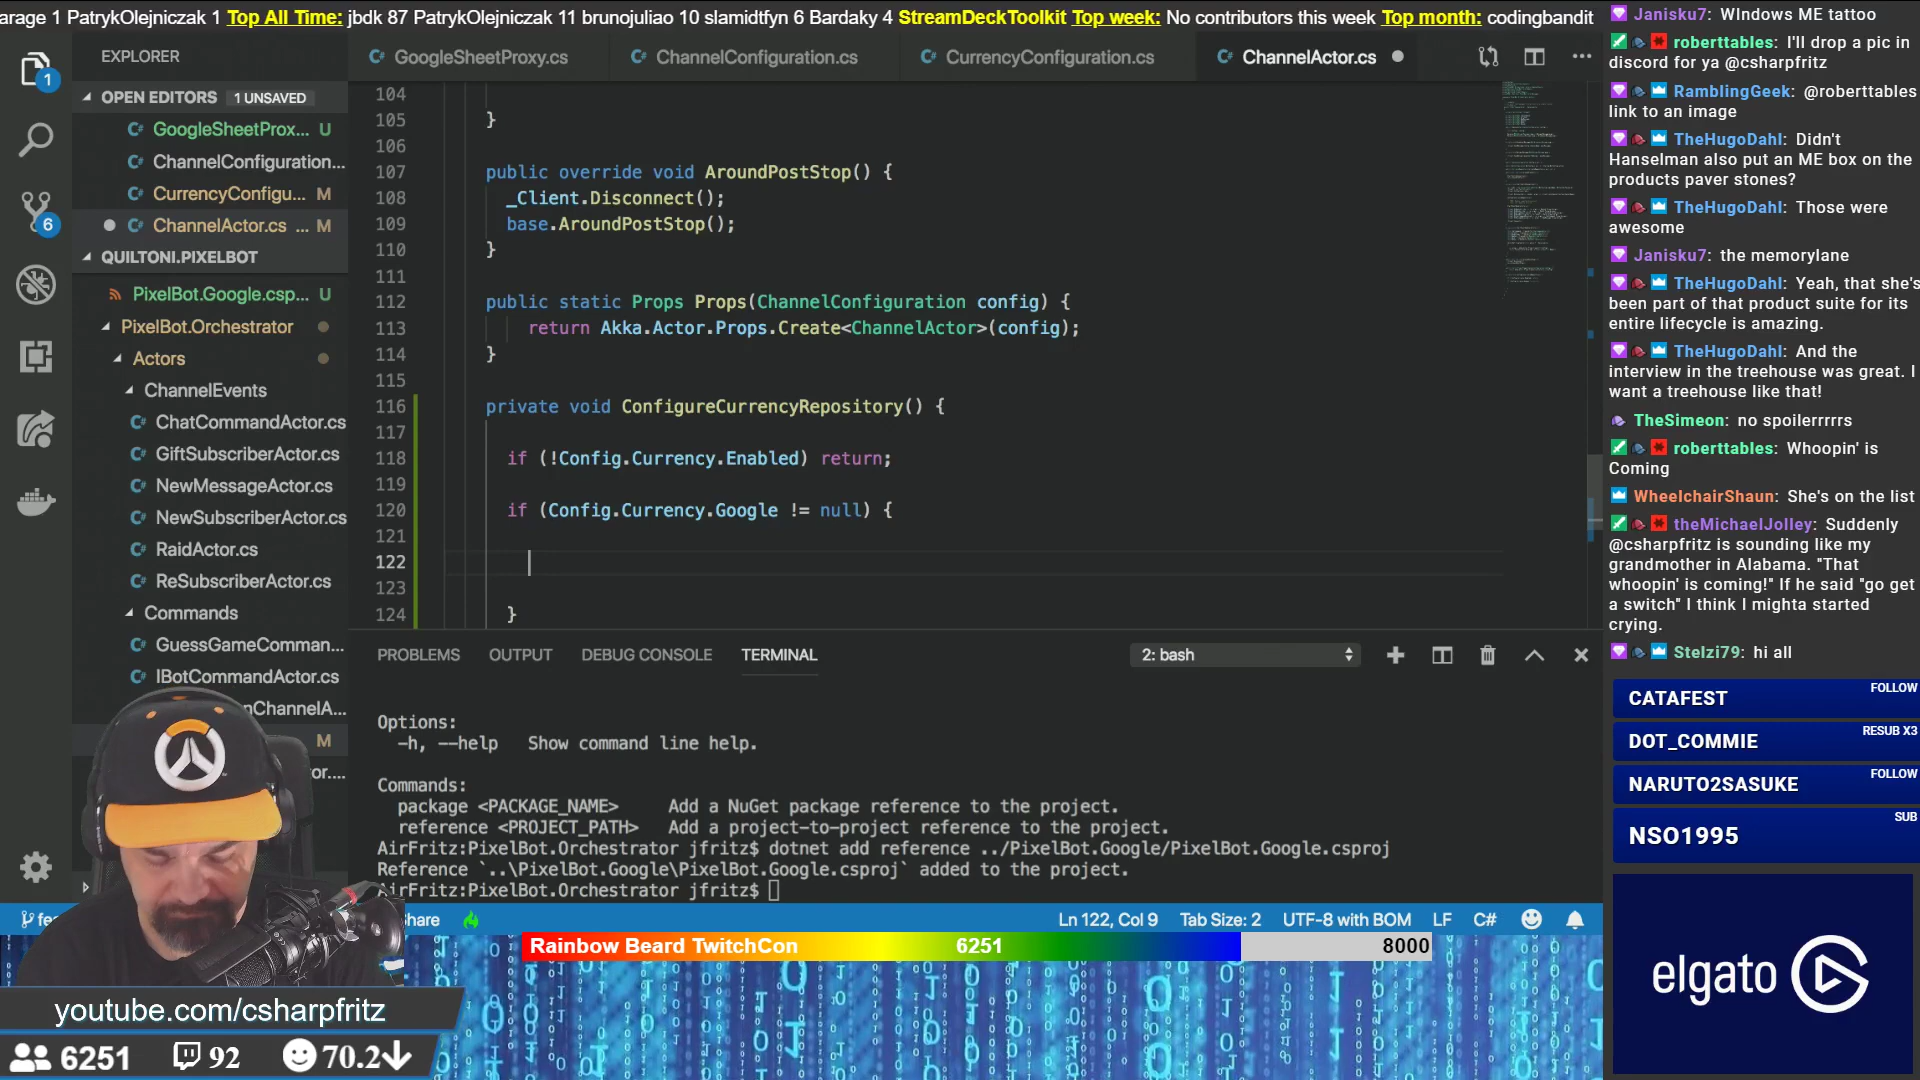 arage 1 PatrykOlejniczak 1 Top All Time: jbdk 87 PatrykOlejniczak 11 brunojuliao 10 slamidtfyn 6 Bardaky 4 StreamDeckToolkit Top week: No contributors this week Top month: codingbandit
EXPLORER
OPEN EDITORS 1 UNSAVED
GoogleSheetProx... U
ChannelConfiguration...
CurrencyConfigu... M
ChannelActor.cs ... M
QUILTONI.PIXELBOT
PixelBot.Google.csp... U
PixelBot.Orchestrator
Actors
ChannelEvents
ChatCommandActor.cs
GiftSubscriberActor.cs
NewMessageActor.cs
NewSubscriberActor.cs
RaidActor.cs
ReSubscriberActor.cs
Commands
GuessGameComman...
IBotCommandActor.cs
nChannelA...
M
or....
1
6
GoogleSheetProxy.cs
ChannelConfiguration.cs
CurrencyConfiguration.cs
ChannelActor.cs
104
105 }
106
107 public override void AroundPostStop() {
108 _Client.Disconnect();
109 base.AroundPostStop();
110 }
111
112 public static Props Props(ChannelConfiguration config) {
113 return Akka.Actor.Props.Create<ChannelActor>(config);
114 }
115
116 private void ConfigureCurrencyRepository() {
117
118 if (!Config.Currency.Enabled) return;
119
120 if (Config.Currency.Google != null) {
121
122
123
124 }
PROBLEMS OUTPUT DEBUG CONSOLE TERMINAL
2: bash
Options:
-h, --help Show command line help.
Commands:
package <PACKAGE_NAME> Add a NuGet package reference to the project.
reference <PROJECT_PATH> Add a project-to-project reference to the project.
AirFritz:PixelBot.Orchestrator jfritz$ dotnet add reference ../PixelBot.Google/PixelBot.Google.csproj
Reference `..\PixelBot.Google\PixelBot.Google.csproj` added to the project.
AirFritz:PixelBot.Orchestrator jfritz$
fe hare
Ln 122, Col 9 Tab Size: 2 UTF-8 with BOM LF C#
Rainbow Beard TwitchCon 6251 8000
youtube.com/csharpfritz
6251 92 70.2
Janisku7: WIndows ME tattoo
roberttables: I'll drop a pic in
discord for ya @csharpfritz
RamblingGeek: @roberttables
link to an image
TheHugoDahl: Didn't
Hanselman also put an ME box on the
products paver stones?
TheHugoDahl: Those were
awesome
Janisku7: the memorylane
TheHugoDahl: Yeah, that she's
been part of that product suite for its
entire lifecycle is amazing.
TheHugoDahl: And the
interview in the treehouse was great. I
want a treehouse like that!
TheSimeon: no spoilerrrrrs
roberttables: Whoopin' is
Coming
WheelchairShaun: She's on the list
theMichaelJolley: Suddenly
@csharpfritz is sounding like my
grandmother in Alabama. "That
whoopin' is coming!" If he said "go get
a switch" I think I mighta started
crying.
Stelzi79: hi all
CATAFEST FOLLOW
DOT_COMMIE RESUB X3
NARUTO2SASUKE FOLLOW
NSO1995 SUB
elgato